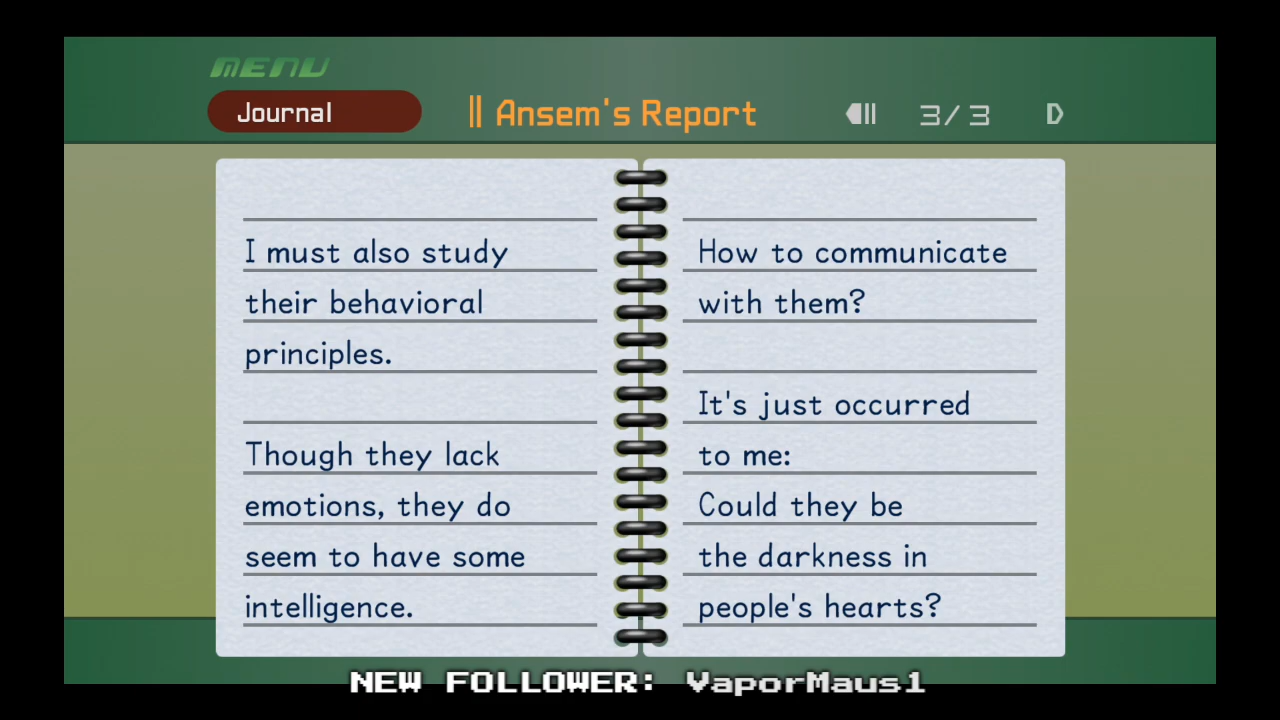 MENU
Journal
Ansem's Report
3/3
I must also study
their behavioral
principles.
Though they lack
emotions, they do
seem to have some
intelligence.
How to communicate
with them?
It's just occurred
to me:
Could they be
the darkness in
people's hearts?
NEW FOLLOWER: VaporMaus1